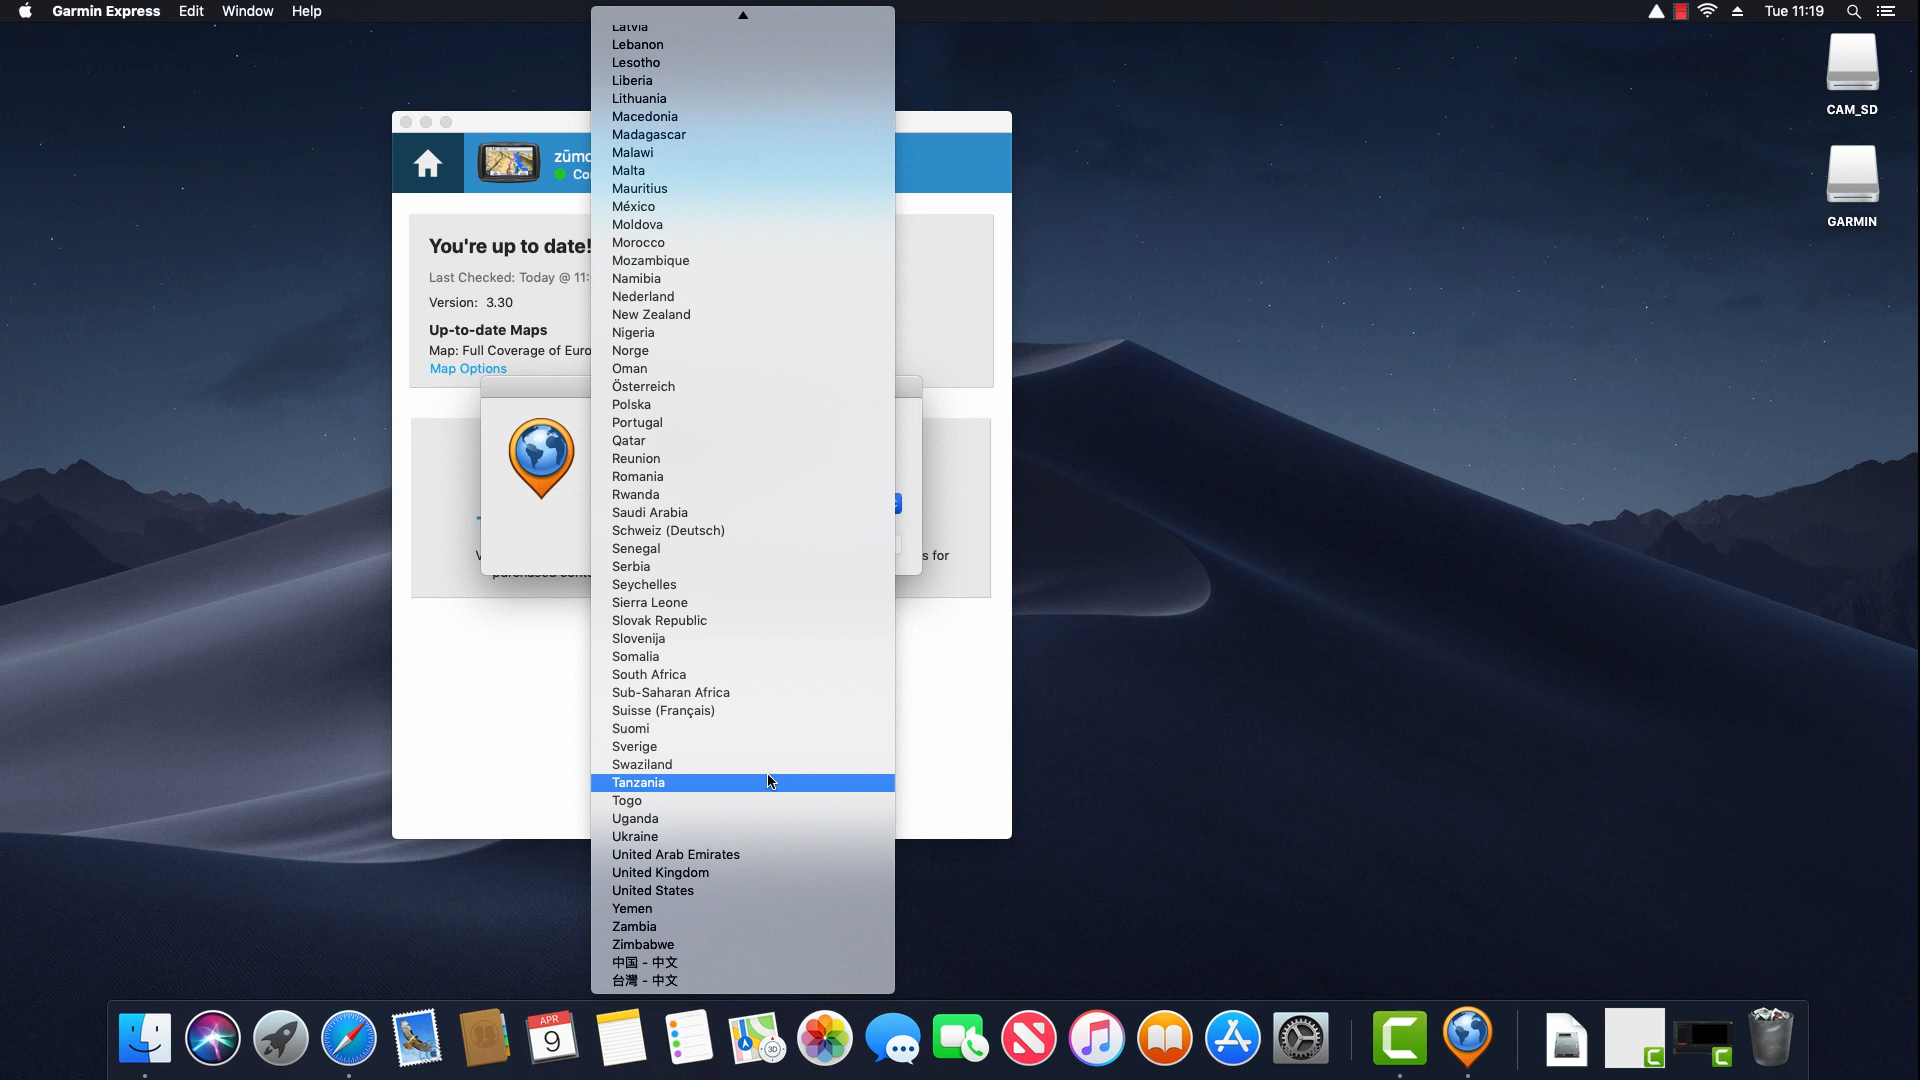 Garmin Express Edit Window Help
Tue 11:19
CAM_SD
GARMIN
zūmo
You're up to date!
Last Checked: Today @ 11:
Version: 3.30
Up-to-date Maps
Map: Full Coverage of Euro
Map Options
s for
Latvia
Lebanon
Lesotho
Liberia
Lithuania
Macedonia
Madagascar
Malawi
Malta
Mauritius
México
Moldova
Morocco
Mozambique
Namibia
Nederland
New Zealand
Nigeria
Norge
Oman
Österreich
Polska
Portugal
Qatar
Reunion
Romania
Rwanda
Saudi Arabia
Schweiz (Deutsch)
Senegal
Serbia
Seychelles
Sierra Leone
Slovak Republic
Slovenija
Somalia
South Africa
Sub-Saharan Africa
Suisse (Français)
Suomi
Sverige
Swaziland
Tanzania
Togo
Uganda
Ukraine
United Arab Emirates
United Kingdom
United States
Yemen
Zambia
Zimbabwe
中国 - 中文
台灣 - 中文
APR
9
3D